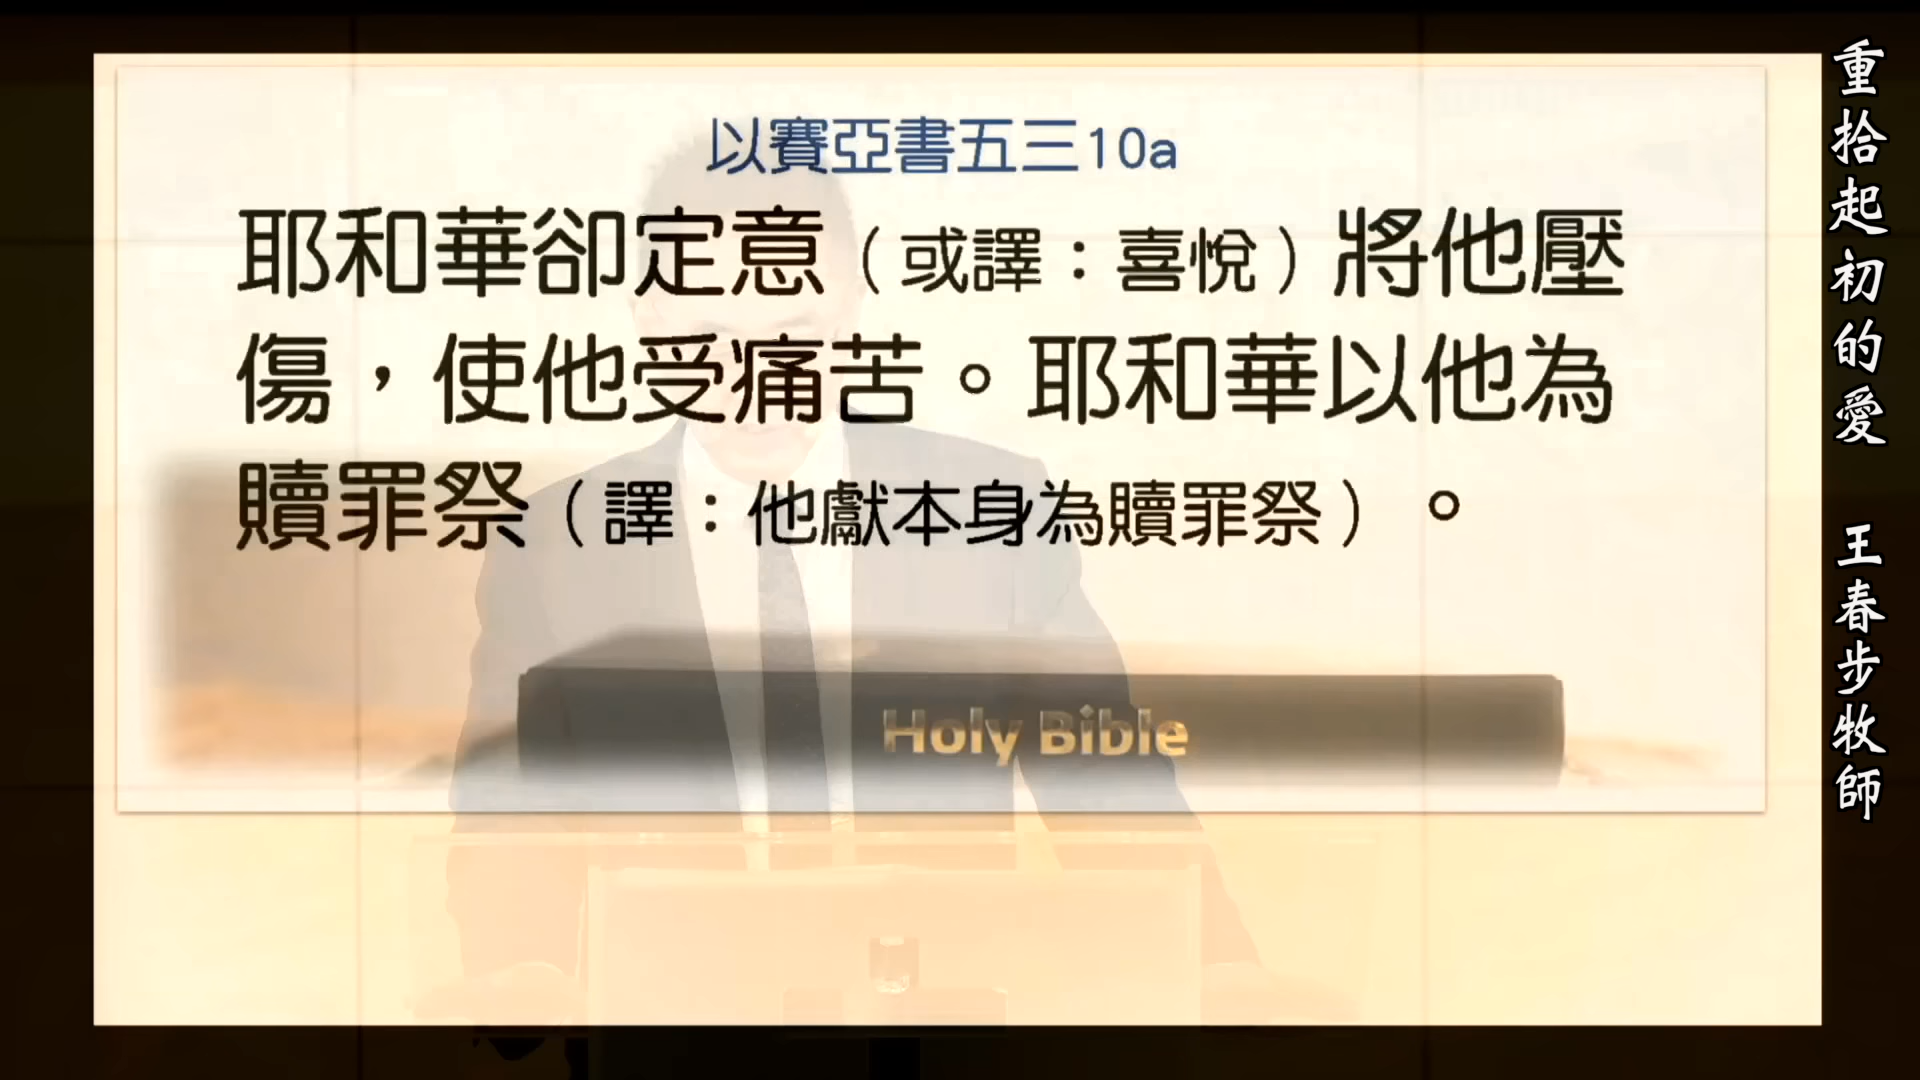 以賽亞書五三10a
耶和華卻定意（或譯：喜悅）將他壓
傷，使他受痛苦。耶和華以他為
贖罪祭（譯：他獻本身為贖罪祭）。
Holy Bible
重拾起初的愛 王春步牧師